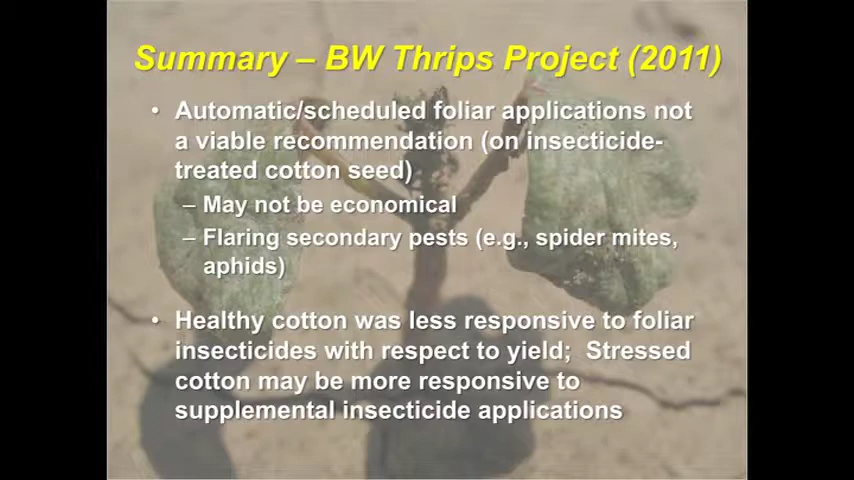 Summary – BW Thrips Project (2011)
• Automatic/scheduled foliar applications not
a viable recommendation (on insecticide-
treated cotton seed)
– May not be economical
– Flaring secondary pests (e.g., spider mites,
aphids)
• Healthy cotton was less responsive to foliar
insecticides with respect to yield;  Stressed
cotton may be more responsive to
supplemental insecticide applications